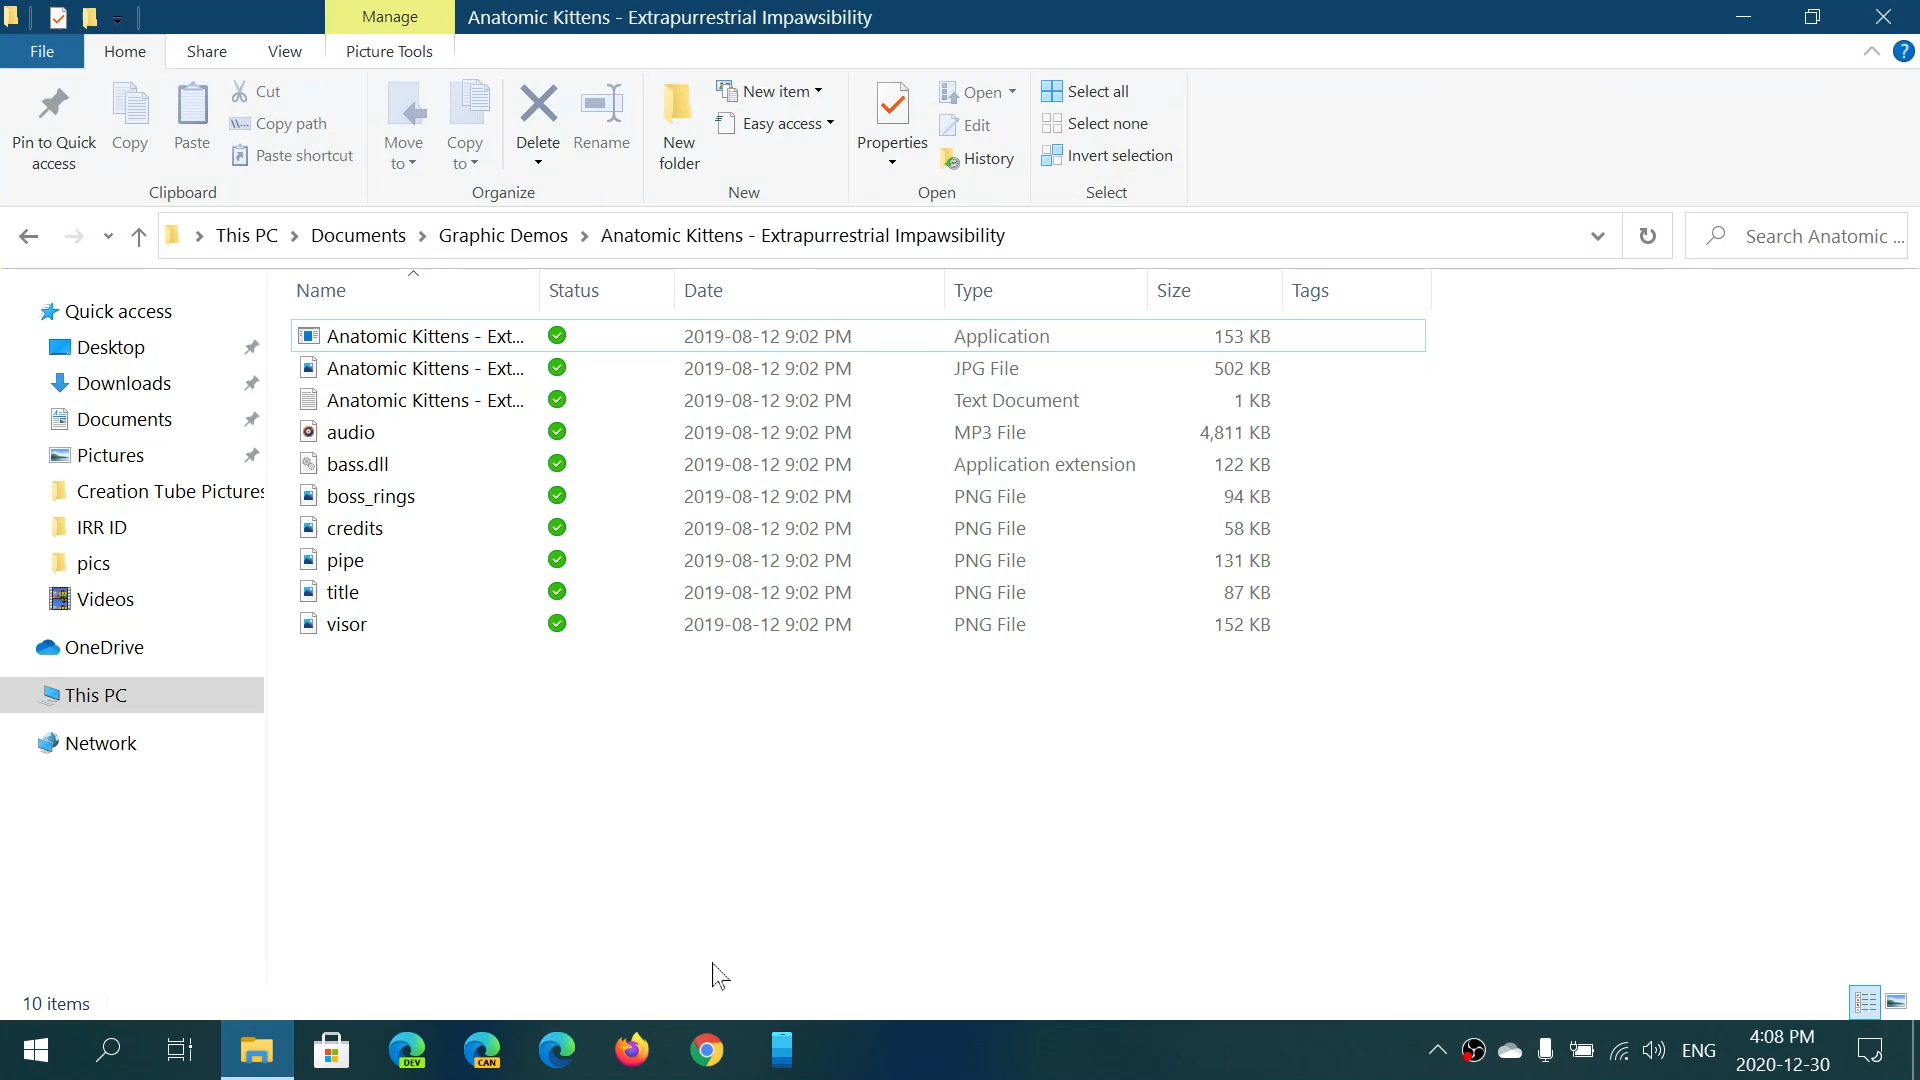 Manage
Anatomic Kittens - Extrapurrestrial Impawsibility
File
Home
Share
View
Picture Tools
Pin to Quick access
Copy
Paste
Cut
Copy path
Paste shortcut
Clipboard
Move to
Copy to
Delete
Rename
Organize
New folder
New item
Easy access
New
Properties
Open
Edit
History
Open
Select all
Select none
Invert selection
Select
This PC
Documents
Graphic Demos
Anatomic Kittens - Extrapurrestrial Impawsibility
Search Anatomic ...
Quick access
Desktop
Downloads
Documents
Pictures
Creation Tube Pictures
IRR ID
pics
Videos
OneDrive
This PC
Network
Name Status Date Type Size Tags
Anatomic Kittens - Ext... 2019-08-12 9:02 PM Application 153 KB
Anatomic Kittens - Ext... 2019-08-12 9:02 PM JPG File 502 KB
Anatomic Kittens - Ext... 2019-08-12 9:02 PM Text Document 1 KB
audio 2019-08-12 9:02 PM MP3 File 4,811 KB
bass.dll 2019-08-12 9:02 PM Application extension 122 KB
boss_rings 2019-08-12 9:02 PM PNG File 94 KB
credits 2019-08-12 9:02 PM PNG File 58 KB
pipe 2019-08-12 9:02 PM PNG File 131 KB
title 2019-08-12 9:02 PM PNG File 87 KB
visor 2019-08-12 9:02 PM PNG File 152 KB
10 items
DEV
CAN
ENG
4:08 PM
2020-12-30